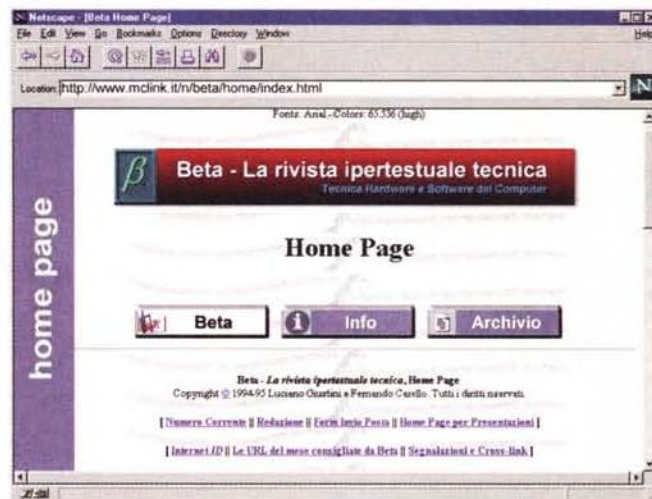 Netscape - [Beta Home Page]
File Edit View Go Bookmarks Options Directory Window Help
Location: http://www.mclink.it/n/beta/home/index.html
Fonts: Arial - Colors: 65.536 (high)
home page
β Beta - La rivista ipertestuale tecnica
Tecnica Hardware e Software del Computer
Home Page
Beta Info Archivio
Beta - La rivista ipertestuale tecnica, Home Page
Copyright © 1994-95 Luciano Giustini e Fernando Carello. Tutti i diritti riservati.
[ Numero Corrente || Redazione || Form Invio Posta || Home Page per Presentazioni ]
[ Internet ID || Le URL del mese consigliate da Beta || Segnalazioni e Cross-link ]